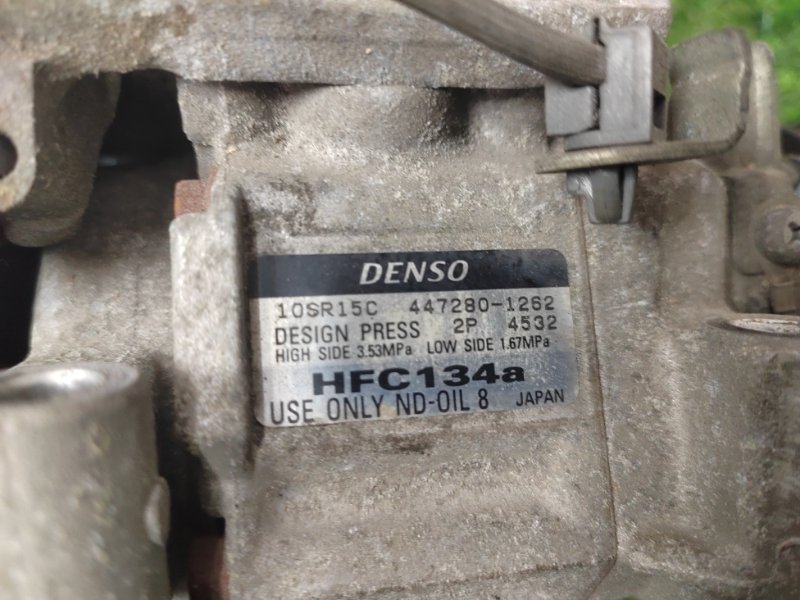 DENSO
10SR15C 447280-1262
DESIGN PRESS 2P 4532
HIGH SIDE 3.53MPa LOW SIDE 1.67MPa
HFC134a
USE ONLY ND-OIL 8 JAPAN